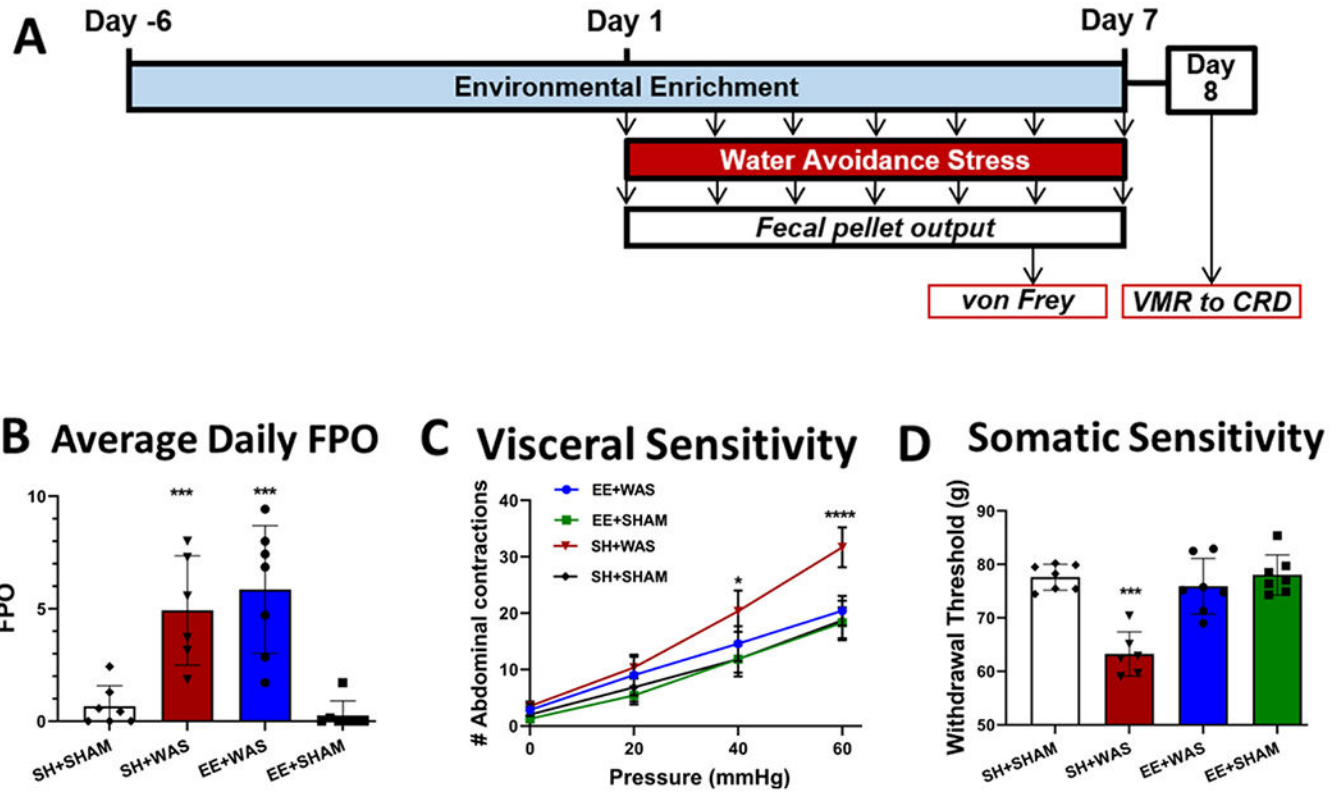 A
Day -6
Day 1
Day 7
Environmental Enrichment
Day
8
Water Avoidance Stress
Fecal pellet output
von Frey
VMR to CRD
B
Average Daily FPO
FPO
10
5
0
***
***
SH+SHAM
SH+WAS
EE+WAS
EE+SHAM
C
Visceral Sensitivity
# Abdominal contractions
40
30
20
10
0
EE+WAS
EE+SHAM
SH+WAS
SH+SHAM
*
****
0
20
40
60
Pressure (mmHg)
D
Somatic Sensitivity
Withdrawal Threshold (g)
90
80
70
60
50
***
SH+SHAM
SH+WAS
EE+WAS
EE+SHAM